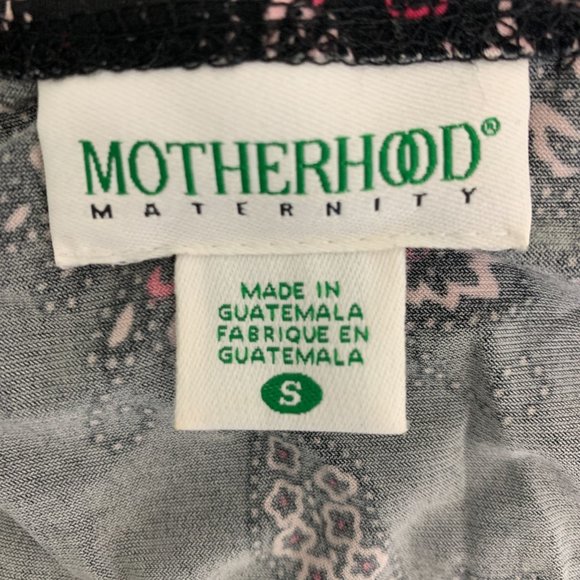 MOTHERHOOD®
MATERNITY
MADE IN
GUATEMALA
FABRIQUE EN
GUATEMALA
S